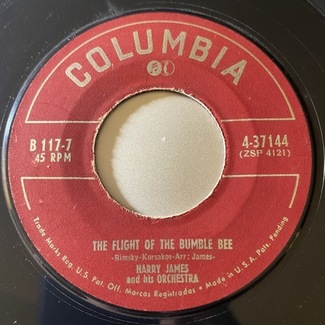 COLUMBIA
B 117-7
45 RPM
4-37144
(ZSP 4121)
THE FLIGHT OF THE BUMBLE BEE
-Rimsky-Korsakov-Arr: James-
HARRY JAMES
and his ORCHESTRA
Trade Marks Reg. U.S. Pat. Off. Marcas Registradas • Made in U.S.A. Pats. Pending